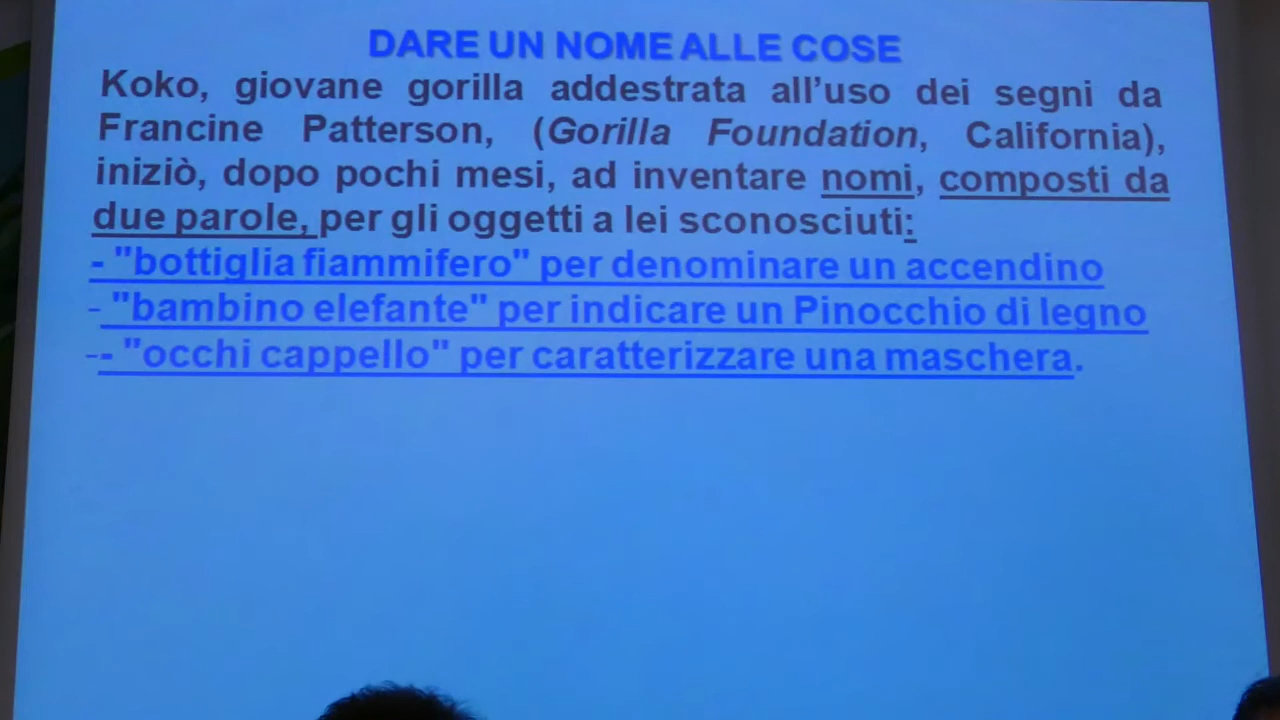 DARE UN NOME ALLE COSE
Koko, giovane gorilla addestrata all'uso dei segni da
Francine Patterson, (Gorilla Foundation, California),
iniziò, dopo pochi mesi, ad inventare nomi, composti da
due parole, per gli oggetti a lei sconosciuti:
- "bottiglia fiammifero" per denominare un accendino
- "bambino elefante" per indicare un Pinocchio di legno
-- "occhi cappello" per caratterizzare una maschera.